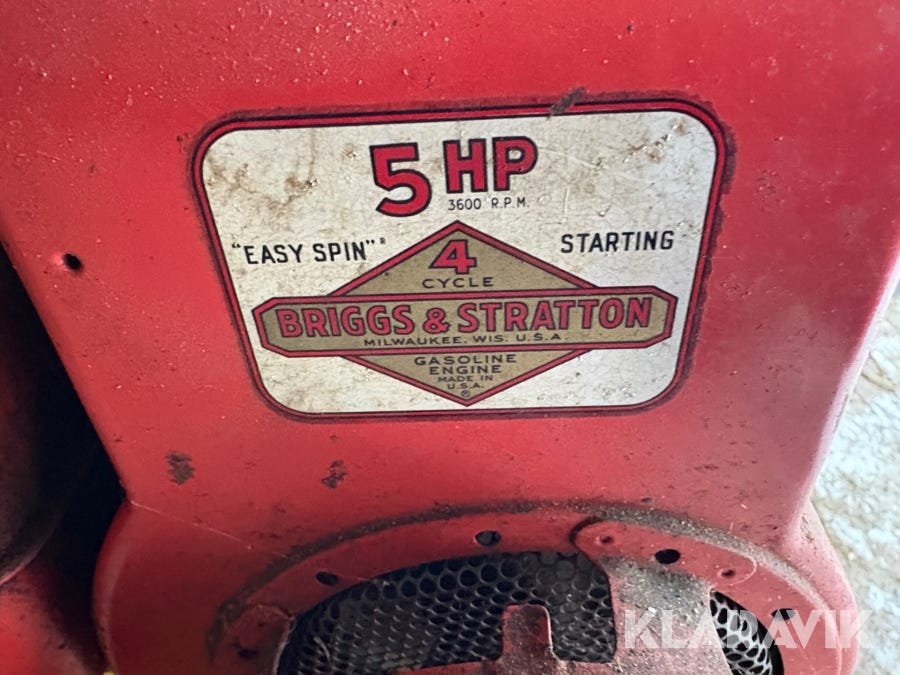 5 HP
3600 R.P.M.
"EASY SPIN"® STARTING
4
CYCLE
BRIGGS & STRATTON
MILWAUKEE, WIS. U.S.A.
GASOLINE
ENGINE
MADE IN
U.S.A.
®
KLARAVIK